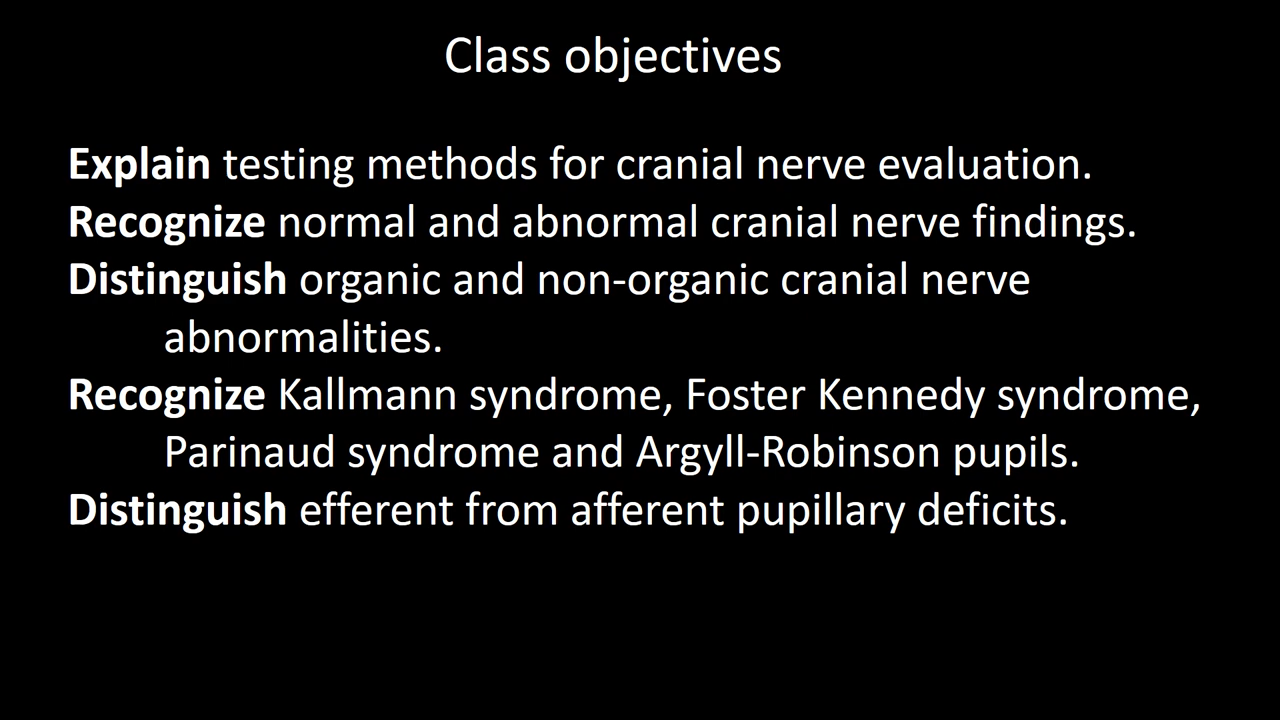 Class objectives
Explain testing methods for cranial nerve evaluation.
Recognize normal and abnormal cranial nerve findings.
Distinguish organic and non-organic cranial nerve
abnormalities.
Recognize Kallmann syndrome, Foster Kennedy syndrome,
Parinaud syndrome and Argyll-Robinson pupils.
Distinguish efferent from afferent pupillary deficits.